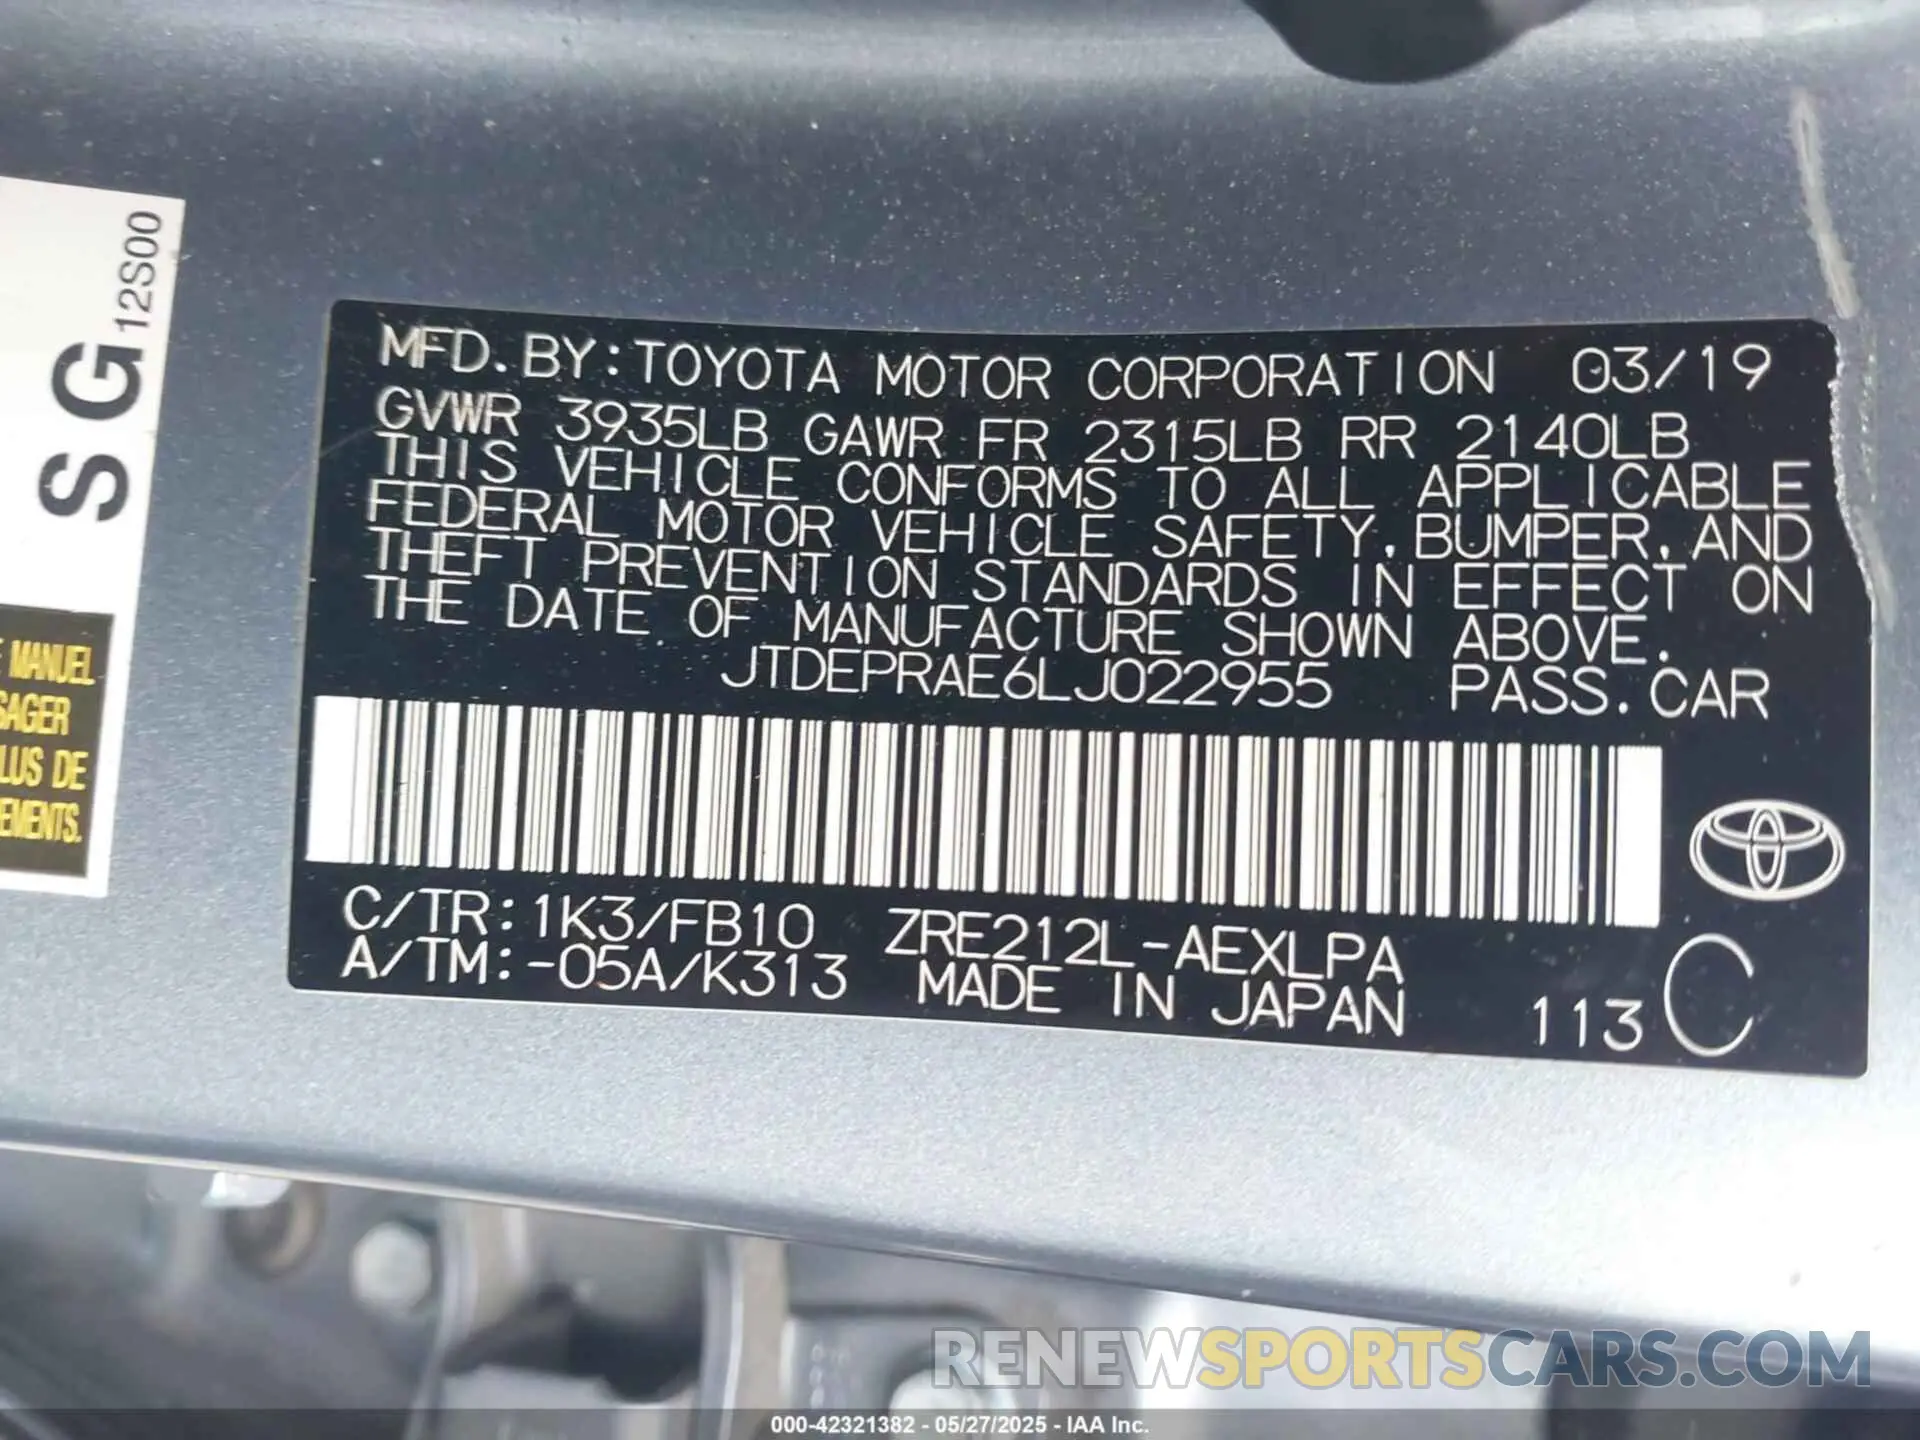 SG12S00
E MANUEL
SAGER
LUS DE
EMENTS.
MFD. BY: TOYOTA MOTOR CORPORATION 03/19
GVWR 3935LB GAWR FR 2315LB RR 2140LB
THIS VEHICLE CONFORMS TO ALL APPLICABLE
FEDERAL MOTOR VEHICLE SAFETY, BUMPER, AND
THEFT PREVENTION STANDARDS IN EFFECT ON
THE DATE OF MANUFACTURE SHOWN ABOVE.
JTDEPRAE6LJ022955 PASS. CAR
C/TR: 1K3/FB10 ZRE212L-AEXLPA
A/TM: -05A/K313 MADE IN JAPAN 113 C
RENEWSPORTSCARS.COM
000-42321382 - 05/27/2025 - IAA Inc.